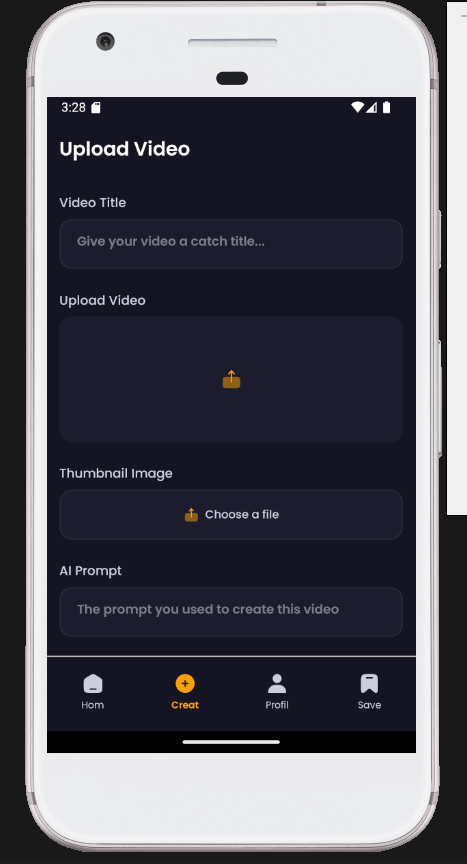 3:28
Upload Video
Video Title
Give your video a catch title...
Upload Video
Thumbnail Image
Choose a file
AI Prompt
The prompt you used to create this video
Hom Creat Profil Save